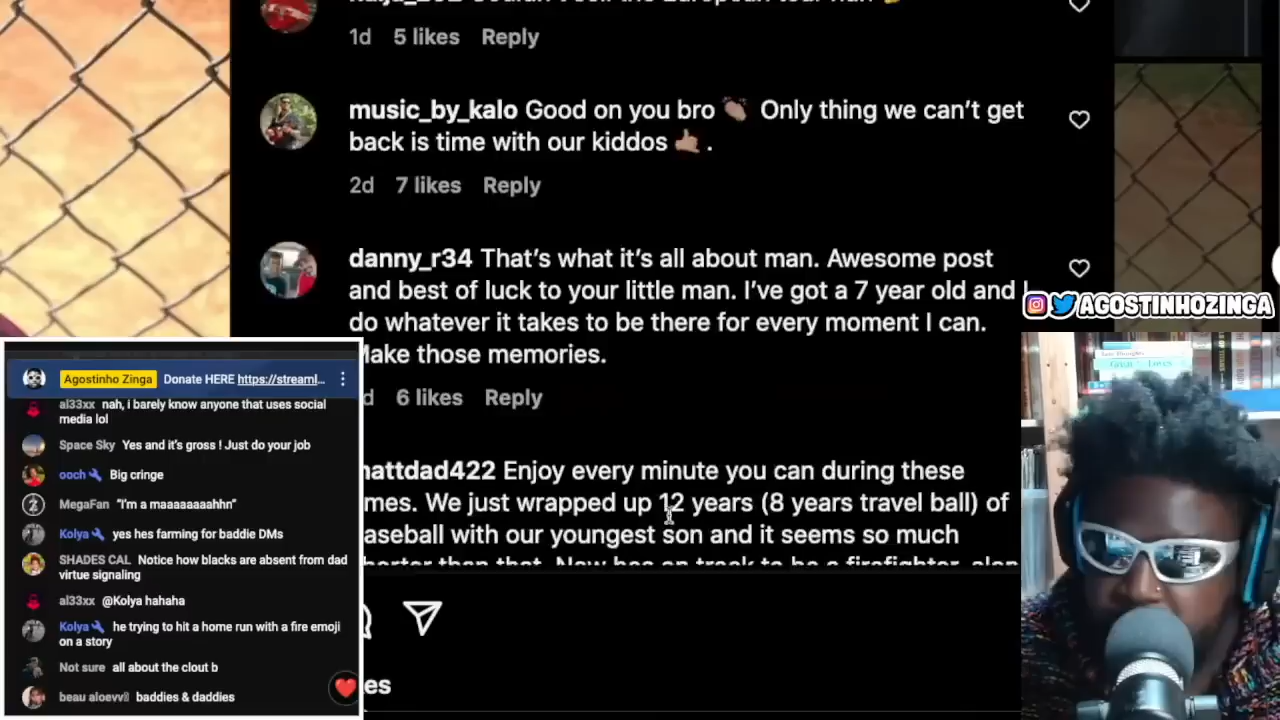 1d 5 likes Reply
music_by_kalo Good on you bro 👏🏼 Only thing we can't get
back is time with our kiddos 🤙🏼 .
2d 7 likes Reply
danny_r34 That's what it's all about man. Awesome post
and best of luck to your little man. I've got a 7 year old and I
do whatever it takes to be there for every moment I can.
Make those memories.
d 6 likes Reply
mattdad422 Enjoy every minute you can during these
mes. We just wrapped up 12 years (8 years travel ball) of
aseball with our youngest son and it seems so much
es
AGOSTINHOZINGA
Agostinho Zinga Donate HERE https://streaml...
al33xx nah, i barely know anyone that uses social
media lol
Space Sky Yes and it's gross ! Just do your job
ooch Big cringe
MegaFan "I'm a maaaaaaaahhr"
Kolya yes hes farming for baddie DMs
SHADES CAL Notice how blacks are absent from dad
virtue signaling
al33xx @Kolya hahaha
Kolya he trying to hit a home run with a fire emoji
on a story
Not sure all about the clout b
beau aloevv baddies & daddies